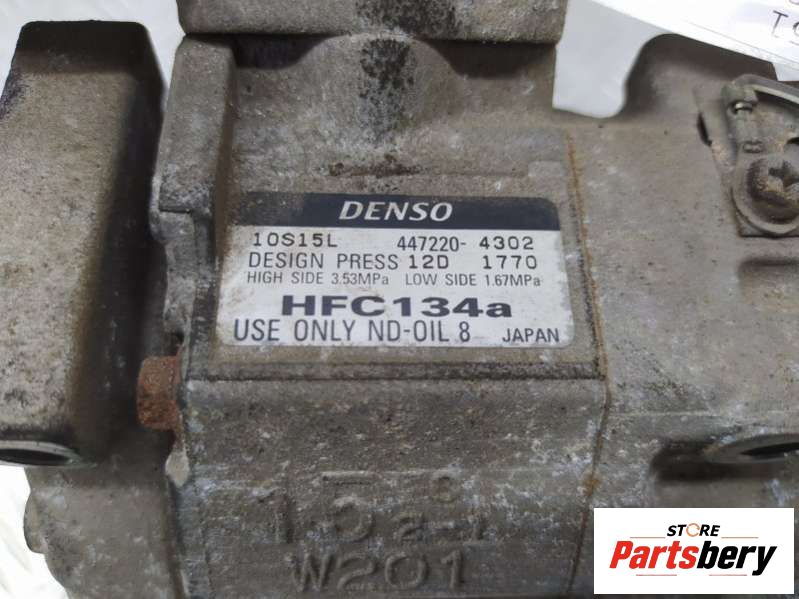 DENSO
10S15L 447220- 4302
DESIGN PRESS 12D 1770
HIGH SIDE 3.53MPa LOW SIDE 1.67MPa
HFC134a
USE ONLY ND-OIL 8 JAPAN
15
W201
STORE
Partsbery